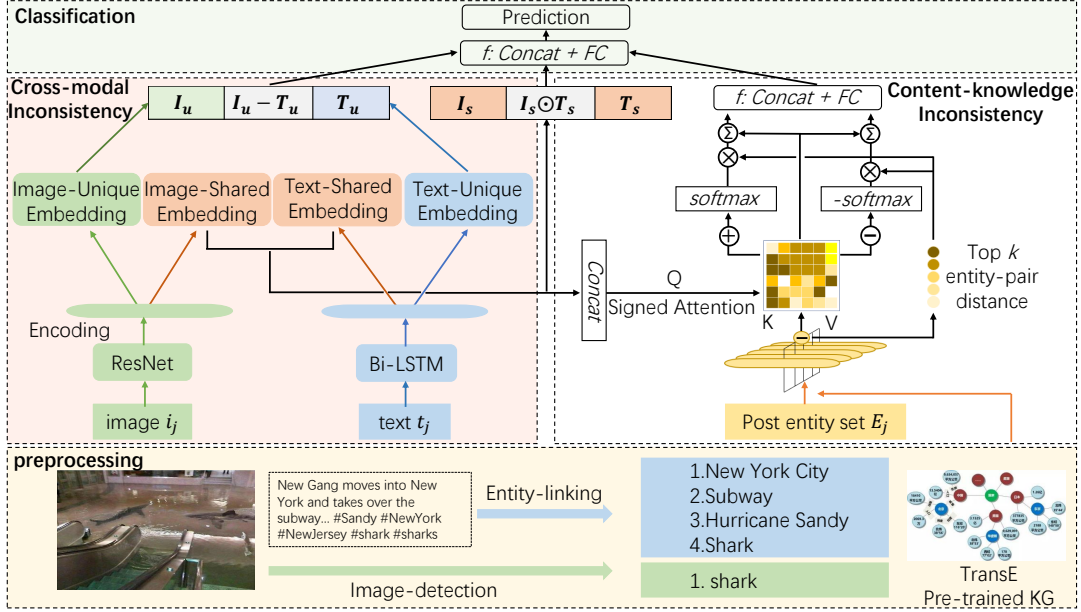 Classification
Prediction
f: Concat + FC
Cross-modal
Inconsistency
I_u
I_u − T_u
T_u
I_s
I_s⊙T_s
T_s
f: Concat + FC
Content-knowledge
Inconsistency
Σ
Σ
Image-Unique
Embedding
Image-Shared
Embedding
Text-Shared
Embedding
Text-Unique
Embedding
softmax
-softmax
Concat
Q
Signed Attention
K
V
Top k
entity-pair
distance
Encoding
ResNet
Bi-LSTM
image i_j
text t_j
Post entity set E_j
preprocessing
New Gang moves into New
York and takes over the
subway... #Sandy #NewYork
#NewJersey #shark #sharks
Entity-linking
Image-detection
1.New York City
2.Subway
3.Hurricane Sandy
4.Shark
1. shark
TransE
Pre-trained KG